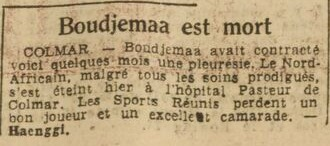 Boudjemaa est mort
COLMAR — Boudjemaa avait contracté
voici quelques mois une pleurésie. Le Nord-
Africain, malgré tous les soins prodigués,
s'est éteint hier à l'hôpital Pasteur de
Colmar. Les Sports Réunis perdent un
bon joueur et un excellent camarade. —
Haenggi.